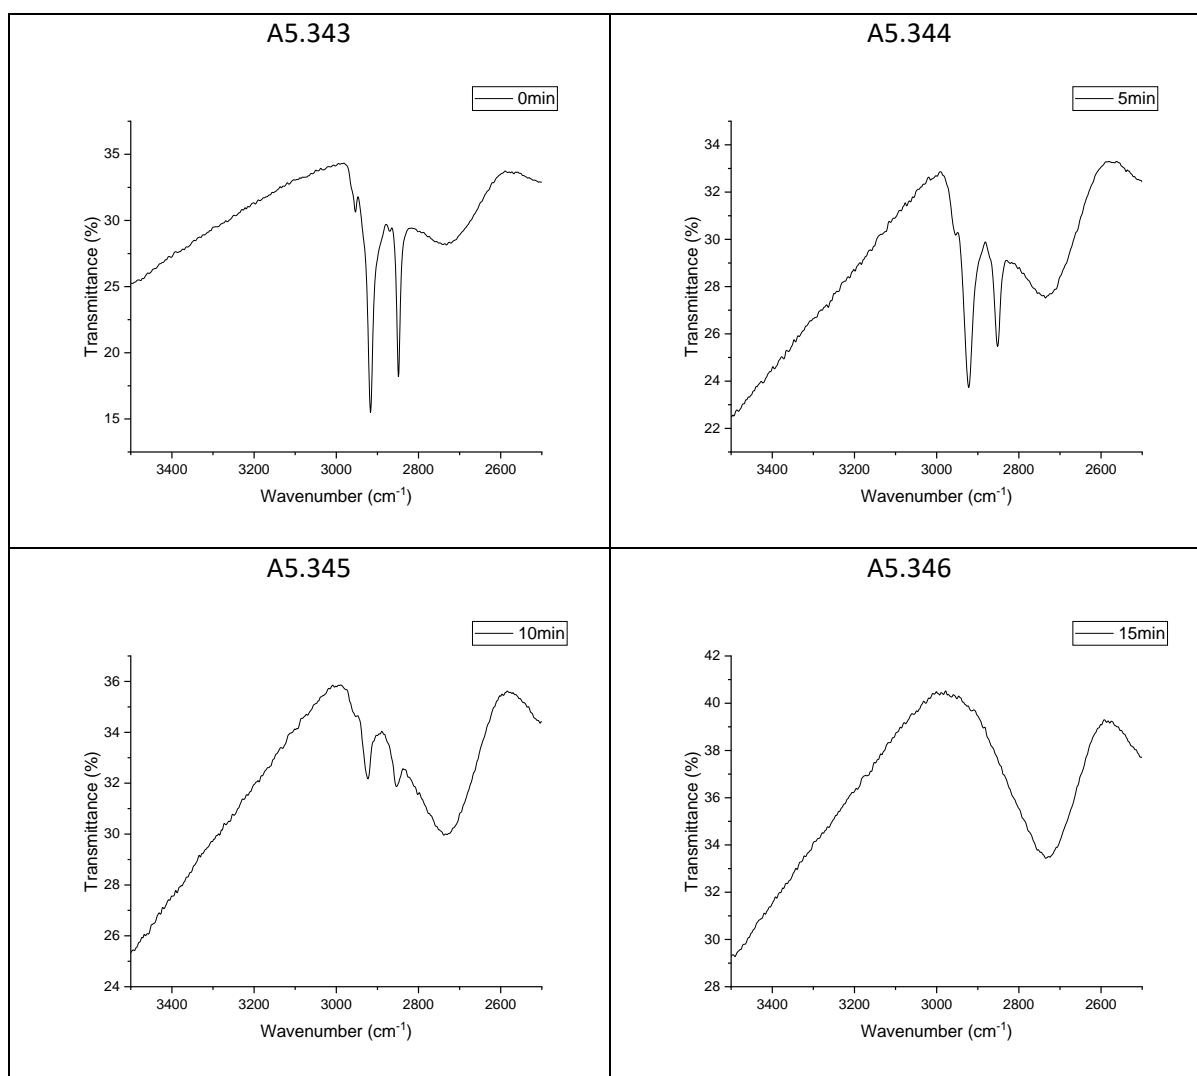 A5.343
0min
35
30
25
20
15
Transmittance (%)
3400 3200 3000 2800 2600
Wavenumber (cm-1)
A5.344
5min
34
32
30
28
26
24
22
Transmittance (%)
3400 3200 3000 2800 2600
Wavenumber (cm-1)
A5.345
10min
36
34
32
30
28
26
24
Transmittance (%)
3400 3200 3000 2800 2600
Wavenumber (cm-1)
A5.346
15min
42
40
38
36
34
32
30
28
Transmittance (%)
3400 3200 3000 2800 2600
Wavenumber (cm-1)